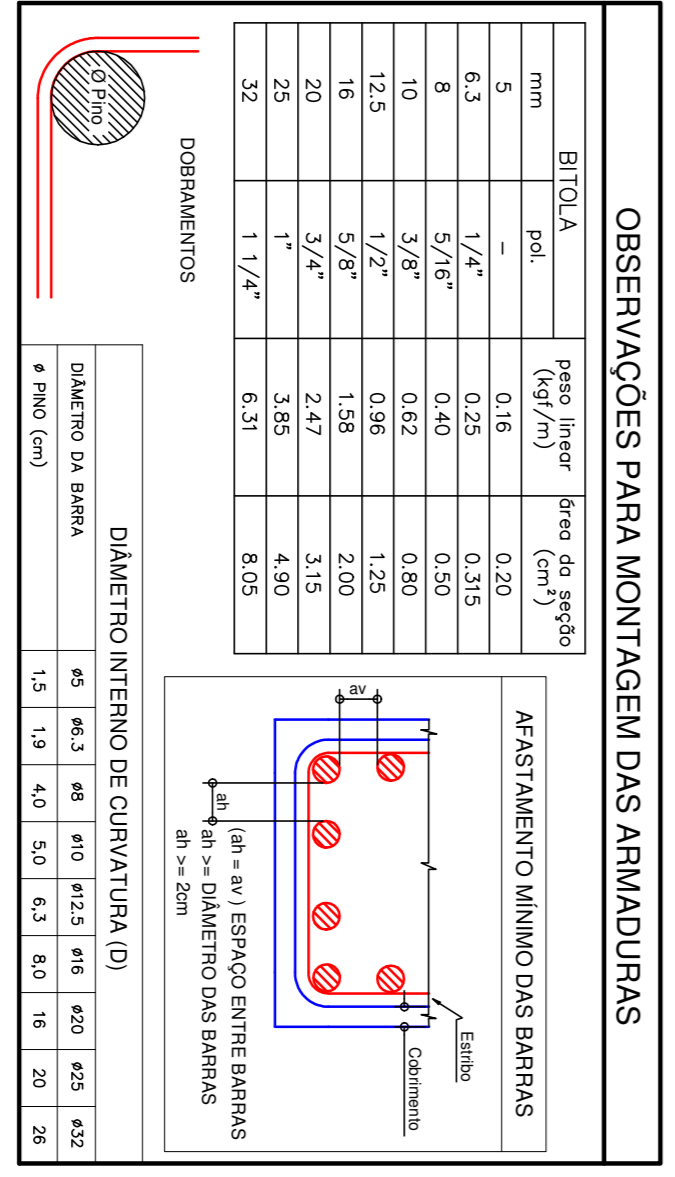 OBSERVAÇÕES PARA MONTAGEM DAS ARMADURAS
BITOLA
peso linear
(kgf/m)
área da seção
(cm²)
mm pol.
5 – 0.16 0.20
6.3 1/4" 0.25 0.315
8 5/16" 0.40 0.50
10 3/8" 0.62 0.80
12.5 1/2" 0.96 1.25
16 5/8" 1.58 2.00
20 3/4" 2.47 3.15
25 1" 3.85 4.90
32 1 1/4" 6.31 8.05
AFASTAMENTO MÍNIMO DAS BARRAS
Estribo
Cobrimento
av
ah
(ah = av ) ESPAÇO ENTRE BARRAS
ah >= DIÂMETRO DAS BARRAS
ah >= 2cm
DOBRAMENTOS
Ø Pino
DIÂMETRO INTERNO DE CURVATURA (D)
DIÂMETRO DA BARRA ø5 ø6.3 ø8 ø10 ø12.5 ø16 ø20 ø25 ø32
ø PINO (cm) 1,5 1,9 4,0 5,0 6,3 8,0 16 20 26